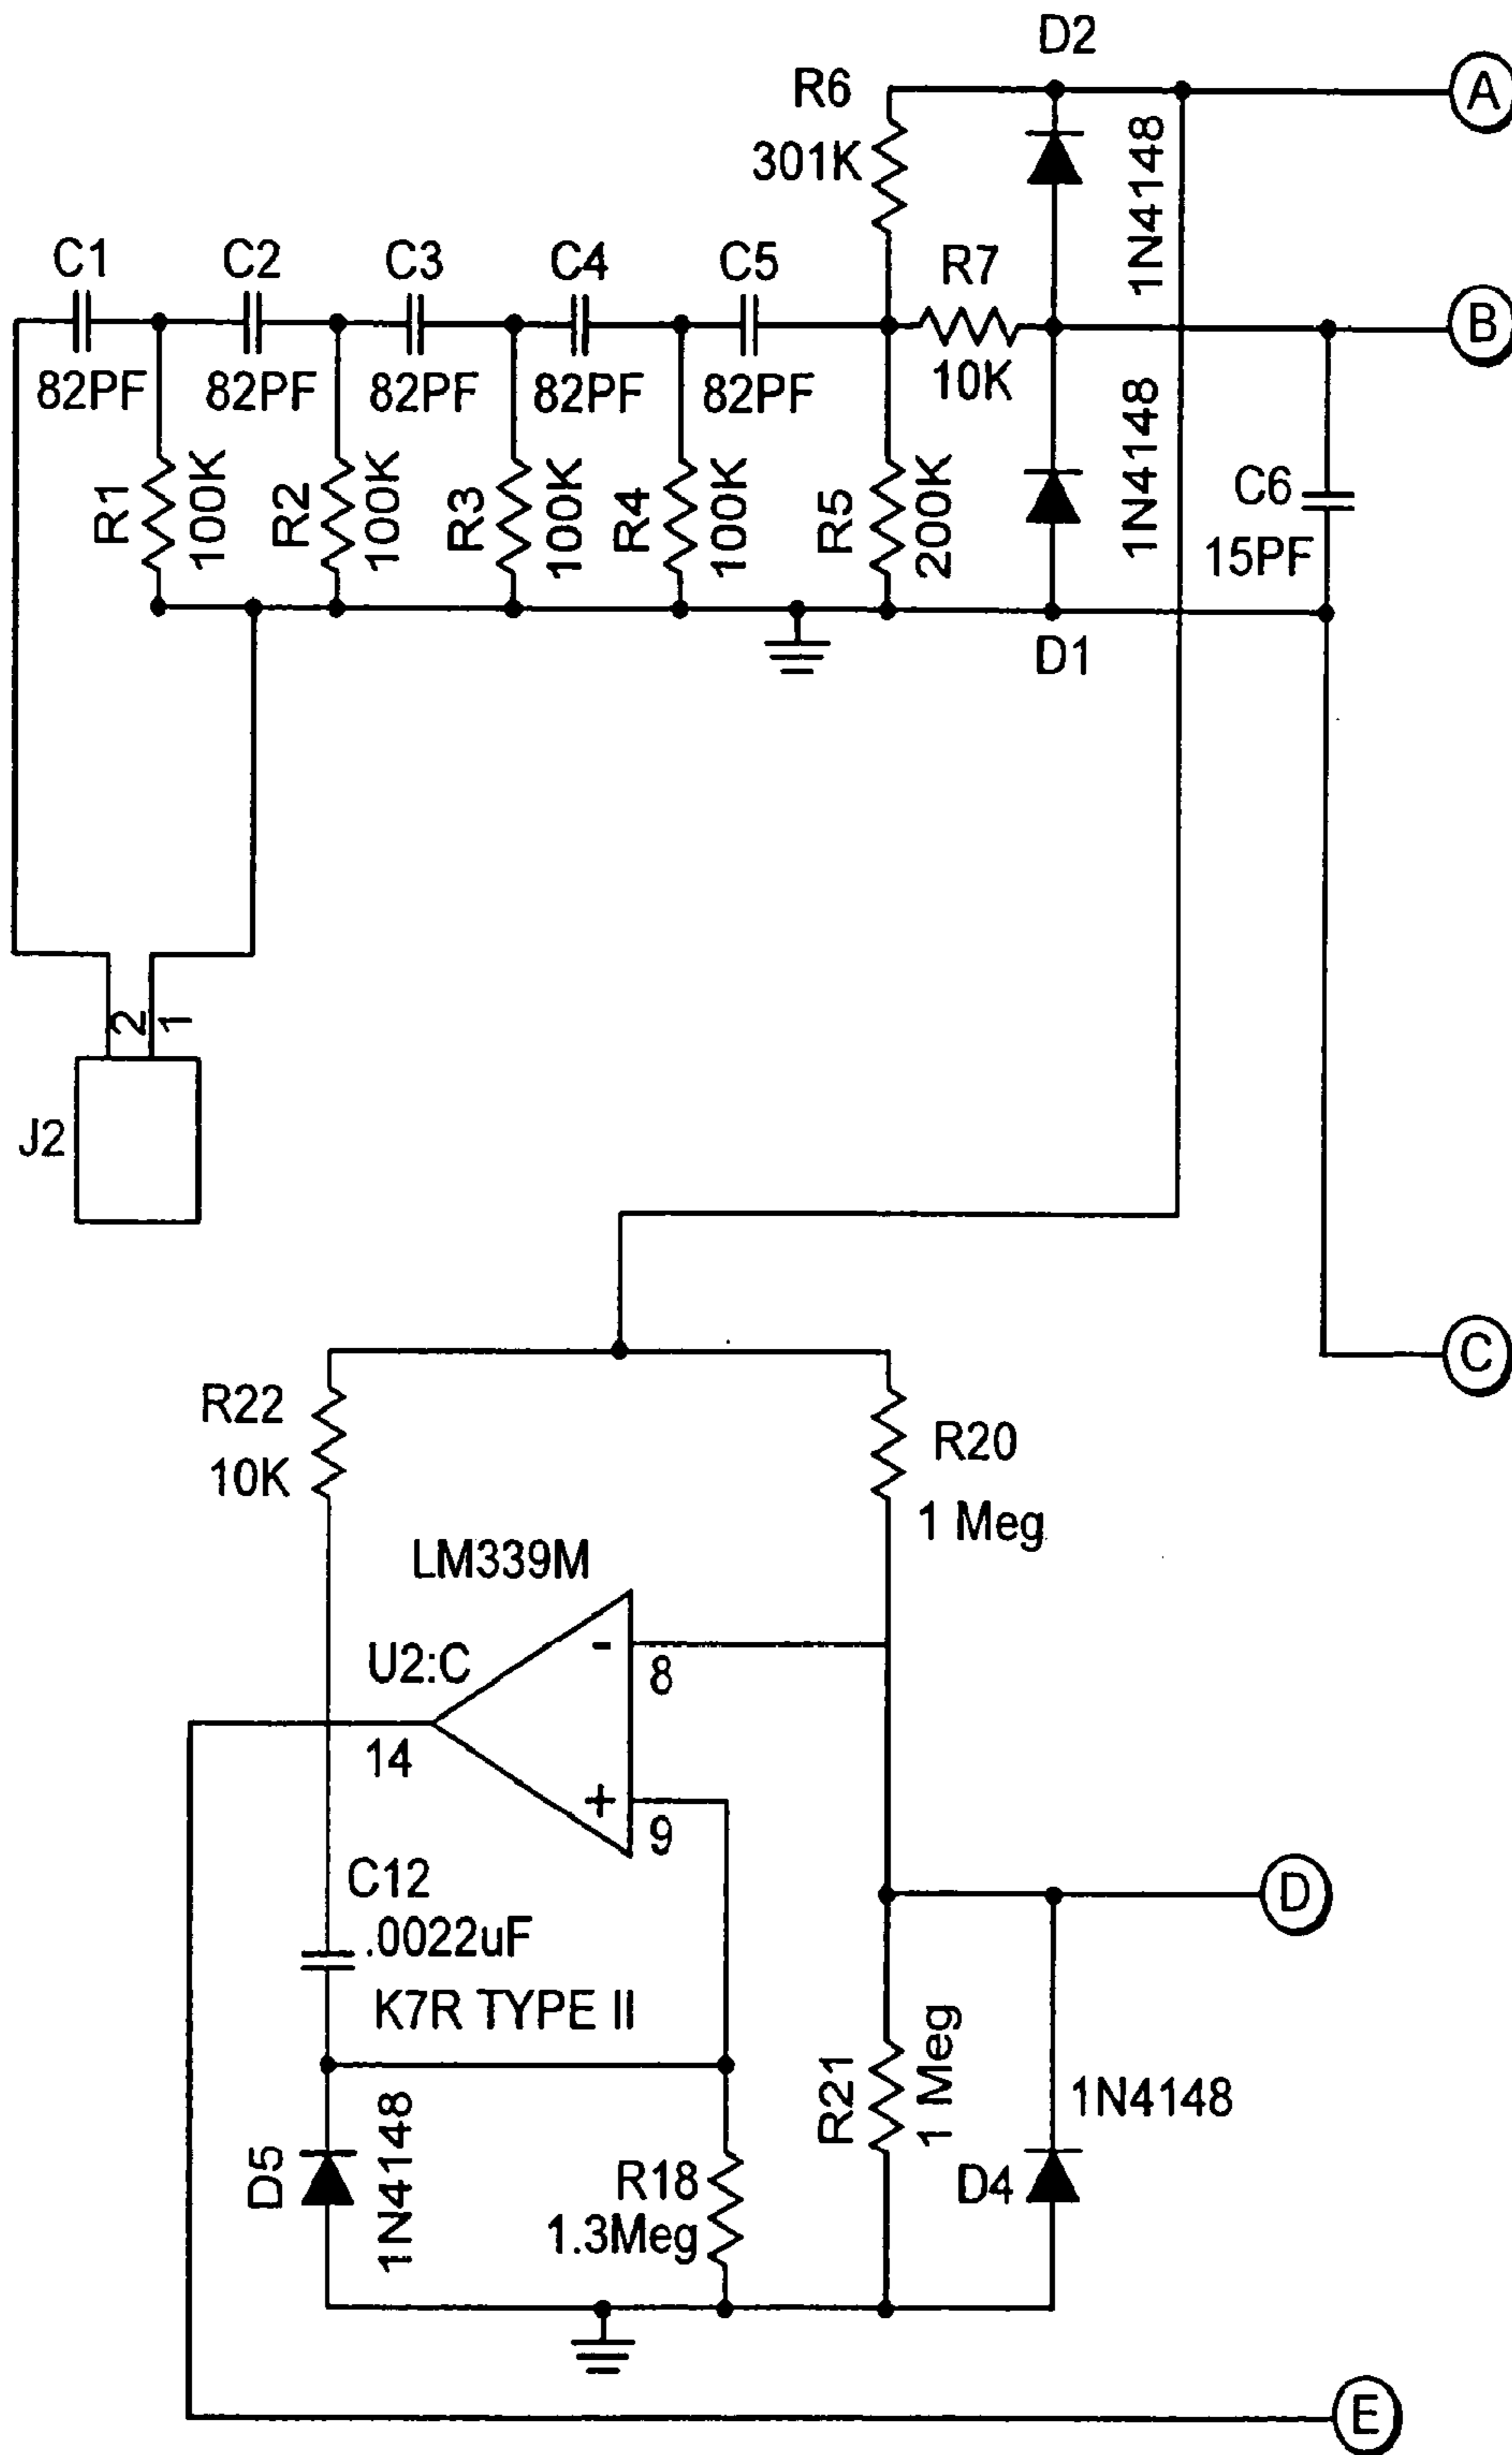 D2
A
R6
301K
1N4148
C1
C2
C3
C4
C5
R7
B
82PF
82PF
82PF
82PF
82PF
10K
1N4148
R1
100K
R2
100K
R3
100K
R4
100K
R5
200K
C6
15PF
D1
2
1
J2
C
R22
10K
R20
1 Meg
LM339M
U2:C
-
8
14
+
9
C12
.0022uF
D
K7R TYPE II
R21
1 Meg
1N4148
D5
1N4148
R18
1.3Meg
D4
E